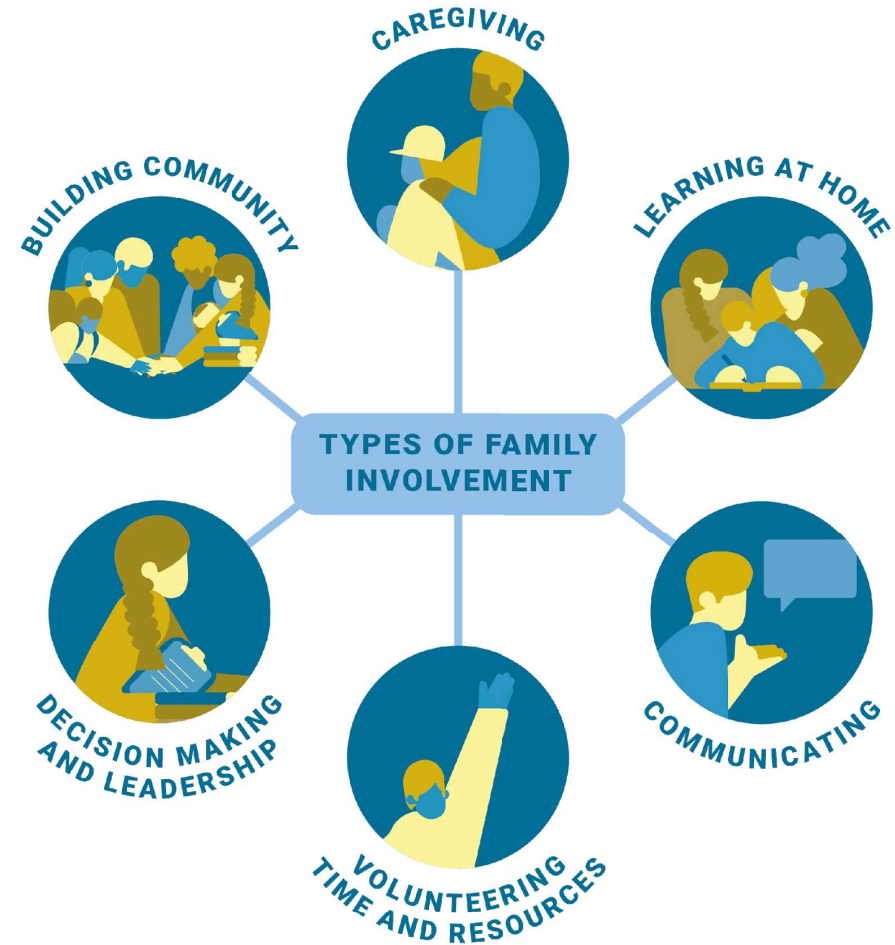 CAREGIVING
BUILDING COMMUNITY
LEARNING AT HOME
TYPES OF FAMILY
INVOLVEMENT
DECISION MAKING
AND LEADERSHIP
COMMUNICATING
VOLUNTEERING
TIME AND RESOURCES